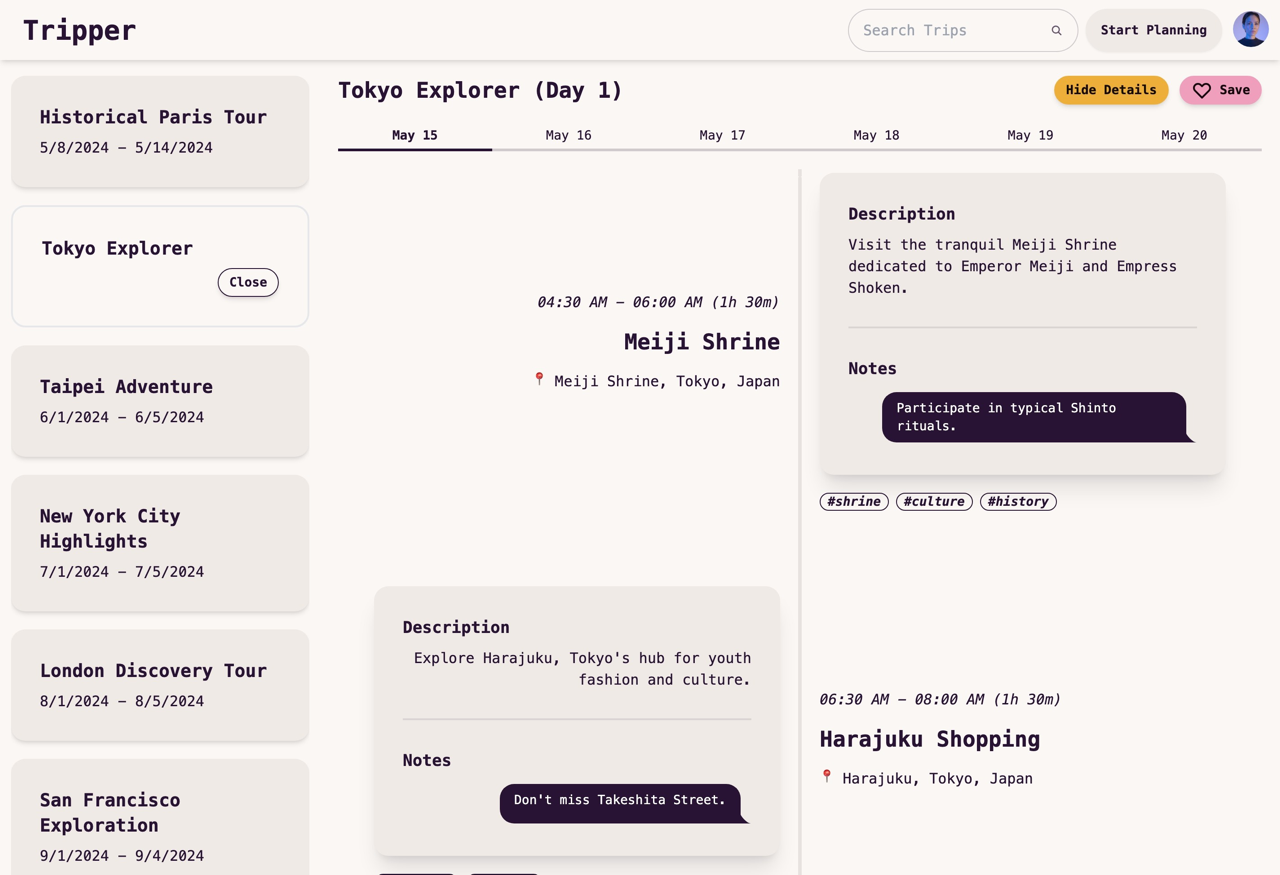 Tripper
Search Trips
Start Planning
Historical Paris Tour
5/8/2024 – 5/14/2024
Tokyo Explorer
Close
Taipei Adventure
6/1/2024 – 6/5/2024
New York City
Highlights
7/1/2024 – 7/5/2024
London Discovery Tour
8/1/2024 – 8/5/2024
San Francisco
Exploration
9/1/2024 – 9/4/2024
Tokyo Explorer (Day 1)
Hide Details
Save
May 15
May 16
May 17
May 18
May 19
May 20
04:30 AM – 06:00 AM (1h 30m)
Meiji Shrine
Meiji Shrine, Tokyo, Japan
Description
Visit the tranquil Meiji Shrine
dedicated to Emperor Meiji and Empress
Shoken.
Notes
Participate in typical Shinto
rituals.
#shrine
#culture
#history
Description
Explore Harajuku, Tokyo's hub for youth
fashion and culture.
Notes
Don't miss Takeshita Street.
06:30 AM – 08:00 AM (1h 30m)
Harajuku Shopping
Harajuku, Tokyo, Japan